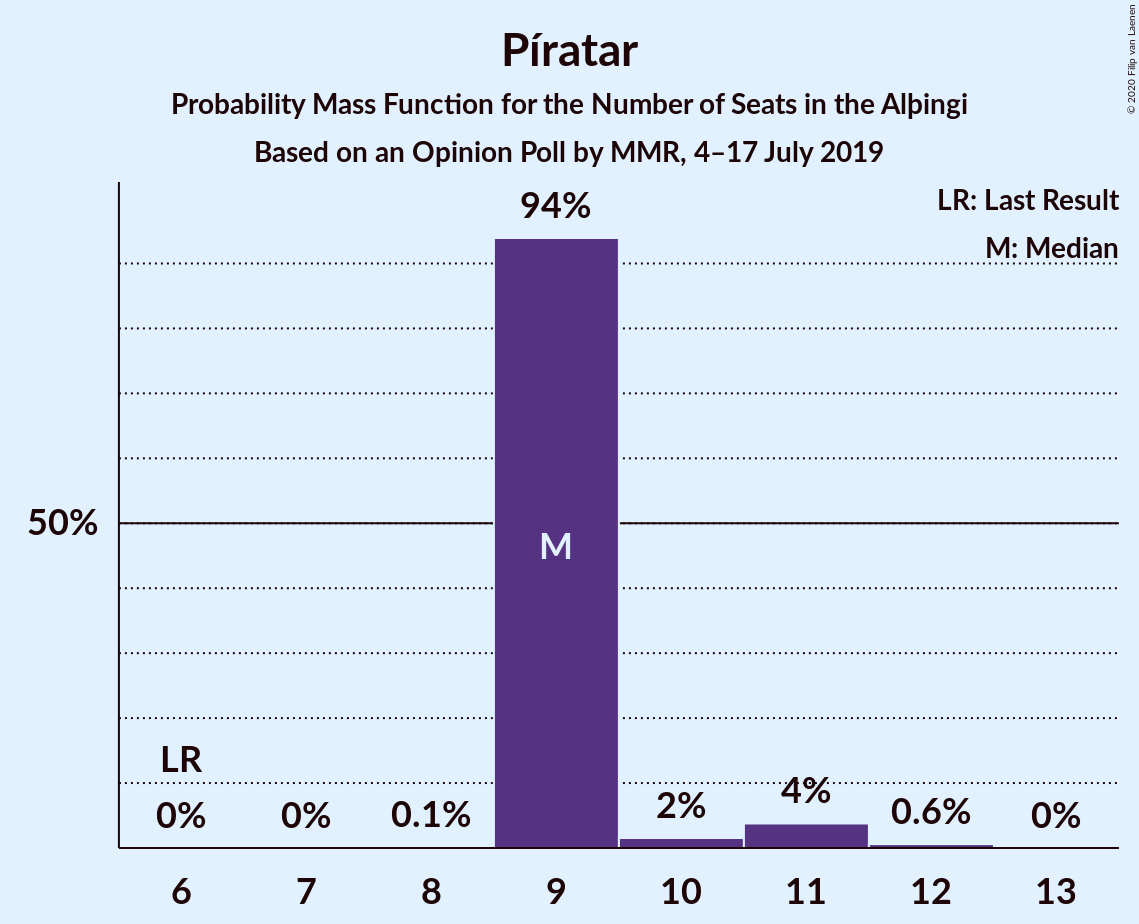 Píratar
Probability Mass Function for the Number of Seats in the Alþingi
Based on an Opinion Poll by MMR, 4–17 July 2019
© 2020 Filip van Laenen
LR: Last Result
M: Median
94%
50%
M
LR
0%
0%
0.1%
2%
4%
0.6%
0%
6 7 8 9 10 11 12 13